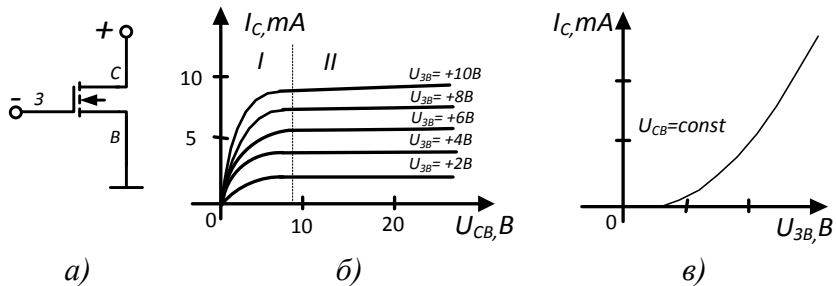 +
C
З
-
В
а)
I_C,mA
I
II
10
5
0
10
20
U_ЗВ= +10В
U_ЗВ= +8В
U_ЗВ= +6В
U_ЗВ= +4В
U_ЗВ= +2В
U_СВ,В
б)
I_C,mA
U_СВ=const
0
U_ЗВ,В
в)